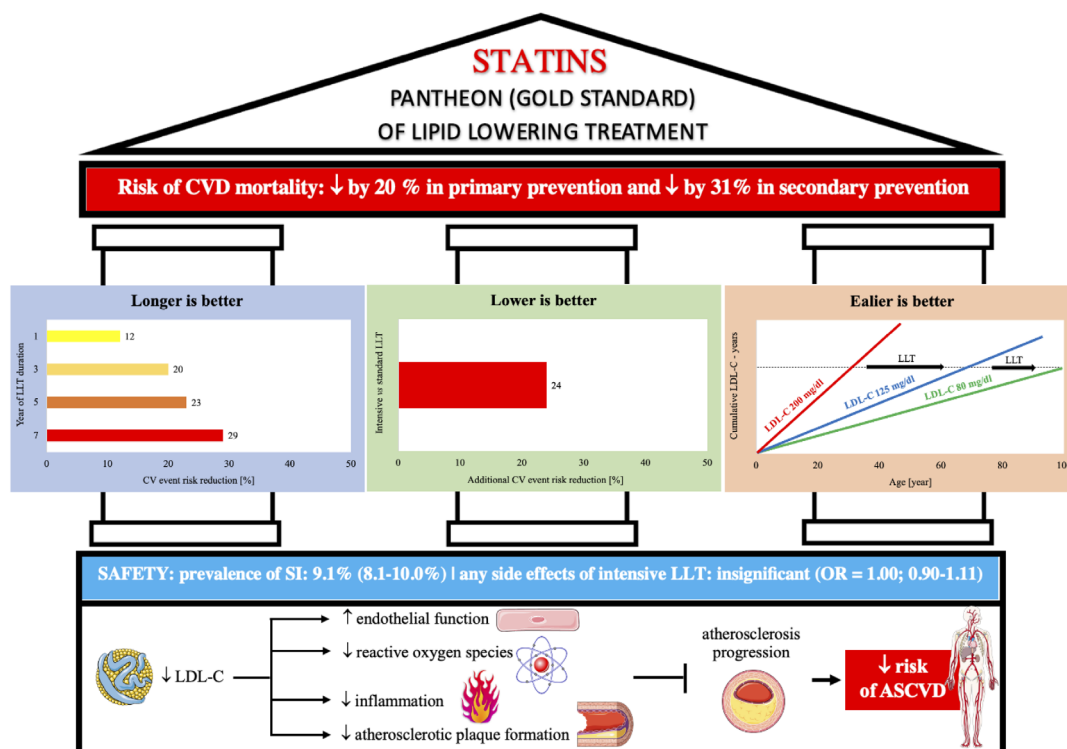 STATINS
PANTHEON (GOLD STANDARD)
OF LIPID LOWERING TREATMENT
Risk of CVD mortality: ↓ by 20 % in primary prevention and ↓ by 31% in secondary prevention
Longer is better
Year of LLT duration
1
12
3
20
5
23
7
29
0
10
20
30
40
50
CV event risk reduction [%]
Lower is better
Intensive vs standard LLT
24
0
10
20
30
40
50
Additional CV event risk reduction [%]
Ealier is better
Cumulative LDL-C - years
LLT
LLT
LDL-C 200 mg/dl
LDL-C 125 mg/dl
LDL-C 80 mg/dl
0
20
40
60
80
100
Age [year]
SAFETY: prevalence of SI: 9.1% (8.1-10.0%) | any side effects of intensive LLT: insignificant (OR = 1.00; 0.90-1.11)
↓ LDL-C
↑ endothelial function
↓ reactive oxygen species
↓ inflammation
↓ atherosclerotic plaque formation
atherosclerosis
progression
↓ risk
of ASCVD